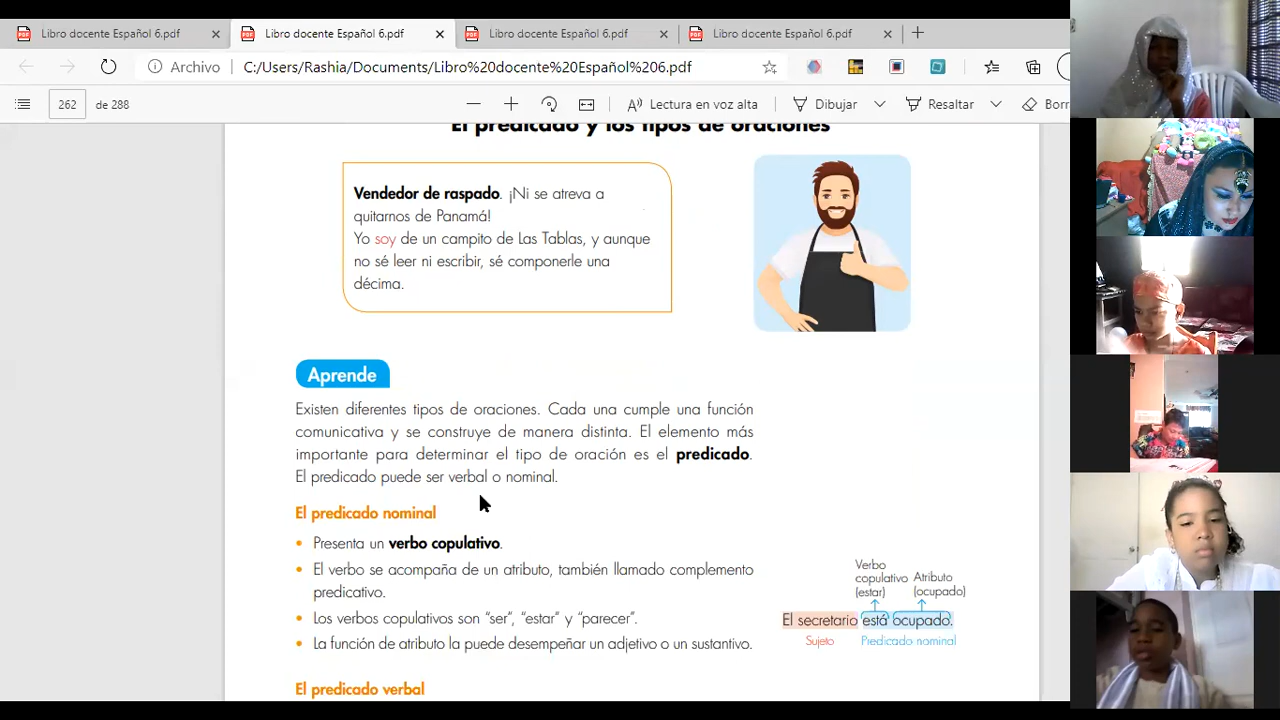 Libro docente Español 6.pdf
Libro docente Español 6.pdf
Libro docente Español 6.pdf
Libro docente Español 6.pdf
Archivo C:/Users/Rashia/Documents/Libro%20docente%20Español%206.pdf
262 de 288 Lectura en voz alta Dibujar Resaltar Borr
El predicado y los tipos de oraciones
Vendedor de raspado. ¡Ni se atreva a
quitarnos de Panamá!
Yo soy de un campito de Las Tablas, y aunque
no sé leer ni escribir, sé componerle una
décima.
Aprende
Existen diferentes tipos de oraciones. Cada una cumple una función
comunicativa y se construye de manera distinta. El elemento más
importante para determinar el tipo de oración es el predicado.
El predicado puede ser verbal o nominal.
El predicado nominal
• Presenta un verbo copulativo.
• El verbo se acompaña de un atributo, también llamado complemento
predicativo.
• Los verbos copulativos son “ser”, “estar” y “parecer”.
• La función de atributo la puede desempeñar un adjetivo o un sustantivo.
Verbo
copulativo
(estar)
Atributo
(ocupado)
El secretario está ocupado.
Sujeto Predicado nominal
El predicado verbal